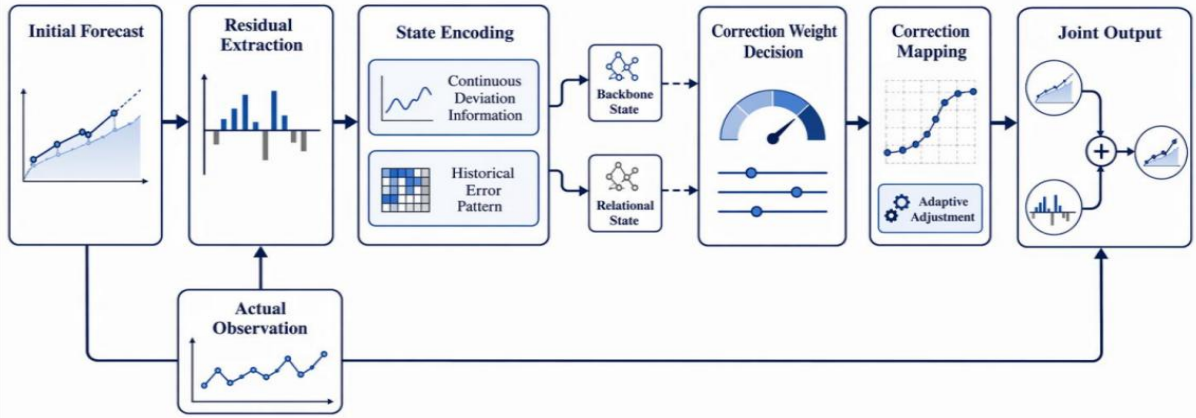 Initial Forecast
Residual
Extraction
State Encoding
Continuous
Deviation
Information
Historical
Error
Pattern
Backbone
State
Relational
State
Correction Weight
Decision
Correction
Mapping
Adaptive
Adjustment
Joint Output
Actual
Observation